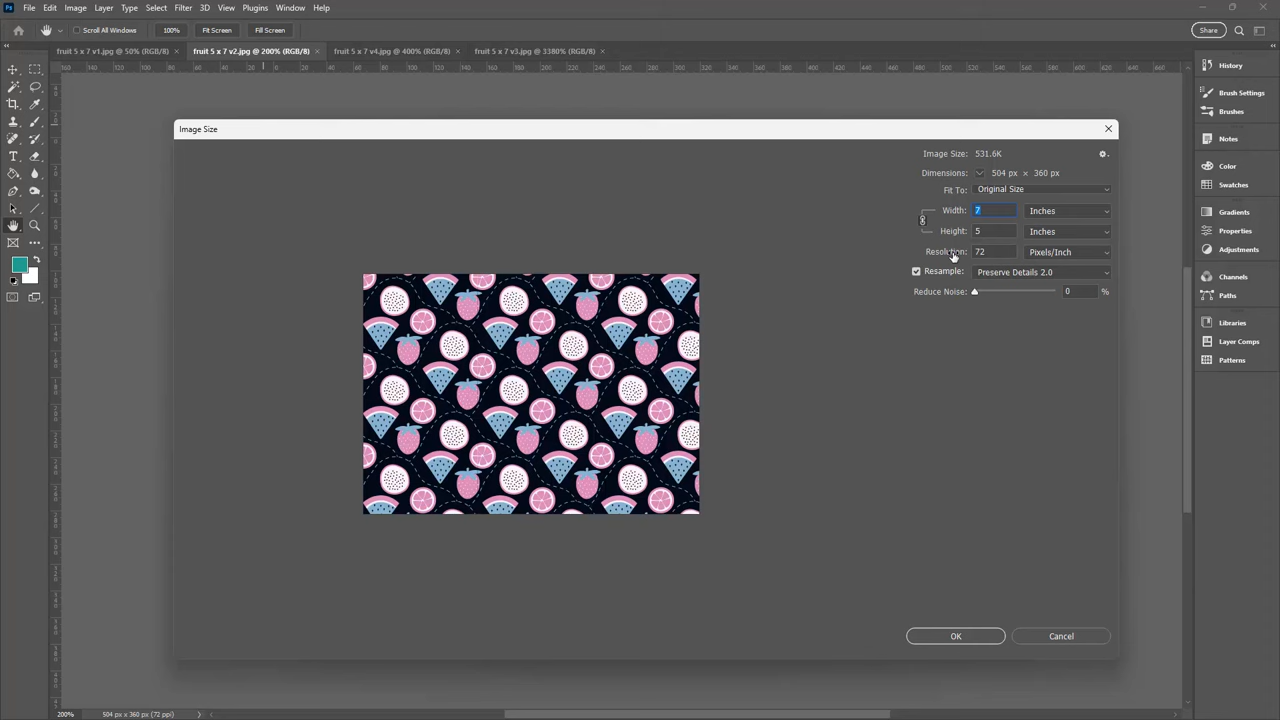 Ps File Edit Image Layer Type Select Filter 3D View Plugins Window Help
Scroll All Windows 100% Fit Screen Fill Screen Share
fruit 5 x 7 v1.jpg @ 50% (RGB/8) × fruit 5 x 7 v2.jpg @ 200% (RGB/8) × fruit 5 x 7 v4.jpg @ 400% (RGB/8) × fruit 5 x 7 v3.jpg @ 3380% (RGB/8) ×
Image Size
Image Size: 531.6K
Dimensions: 504 px × 360 px
Fit To: Original Size
Width: 7 Inches
Height: 5 Inches
Resolution: 72 Pixels/Inch
Resample: Preserve Details 2.0
Reduce Noise: 0 %
OK Cancel
History
Brush Settings
Brushes
Notes
Color
Swatches
Gradients
Properties
Adjustments
Channels
Paths
Libraries
Layer Comps
Patterns
200% 504 px x 360 px (72 ppi)